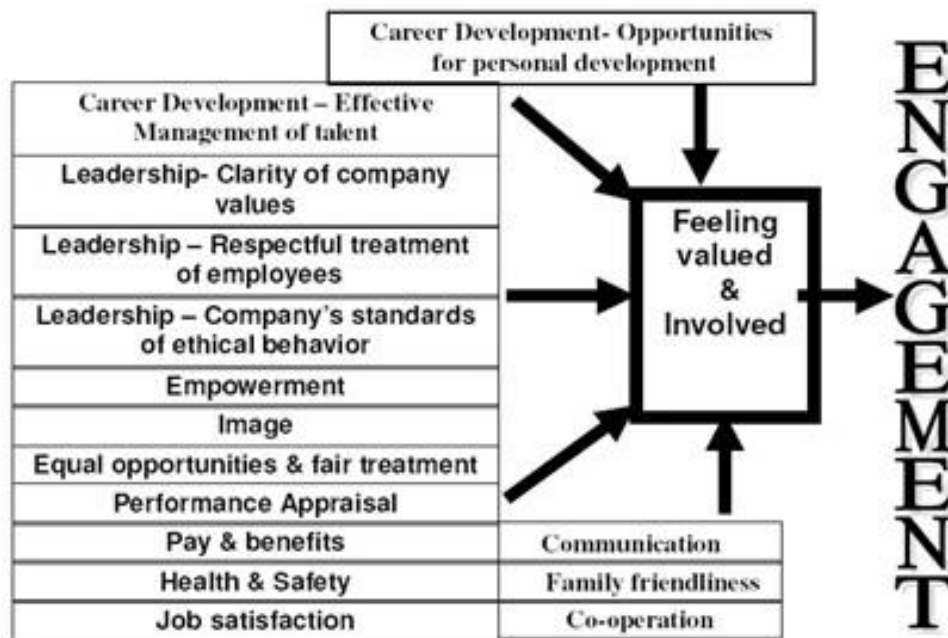 Career Development- Opportunities
for personal development
Career Development – Effective
Management of talent
Leadership- Clarity of company
values
Leadership – Respectful treatment
of employees
Leadership – Company's standards
of ethical behavior
Empowerment
Image
Equal opportunities & fair treatment
Performance Appraisal
Pay & benefits
Health & Safety
Job satisfaction
Communication
Family friendliness
Co-operation
Feeling
valued
&
Involved
ENGAGEMENT